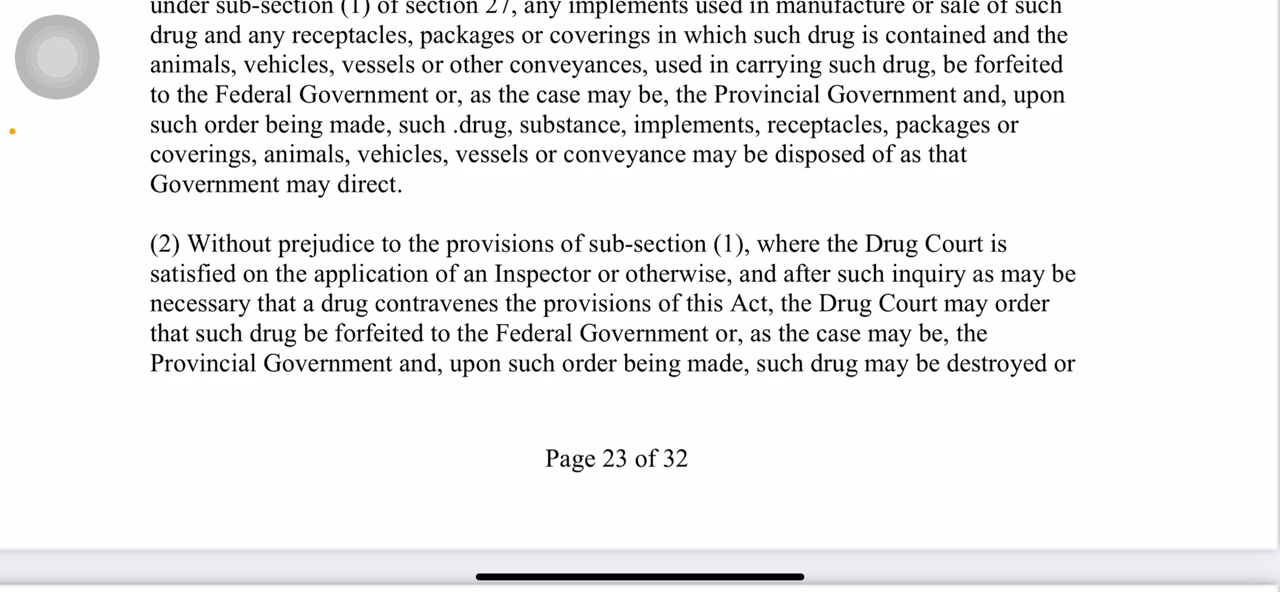 under sub-section (1) of section 27, any implements used in manufacture or sale of such
drug and any receptacles, packages or coverings in which such drug is contained and the
animals, vehicles, vessels or other conveyances, used in carrying such drug, be forfeited
to the Federal Government or, as the case may be, the Provincial Government and, upon
such order being made, such .drug, substance, implements, receptacles, packages or
coverings, animals, vehicles, vessels or conveyance may be disposed of as that
Government may direct.
(2) Without prejudice to the provisions of sub-section (1), where the Drug Court is
satisfied on the application of an Inspector or otherwise, and after such inquiry as may be
necessary that a drug contravenes the provisions of this Act, the Drug Court may order
that such drug be forfeited to the Federal Government or, as the case may be, the
Provincial Government and, upon such order being made, such drug may be destroyed or
Page 23 of 32